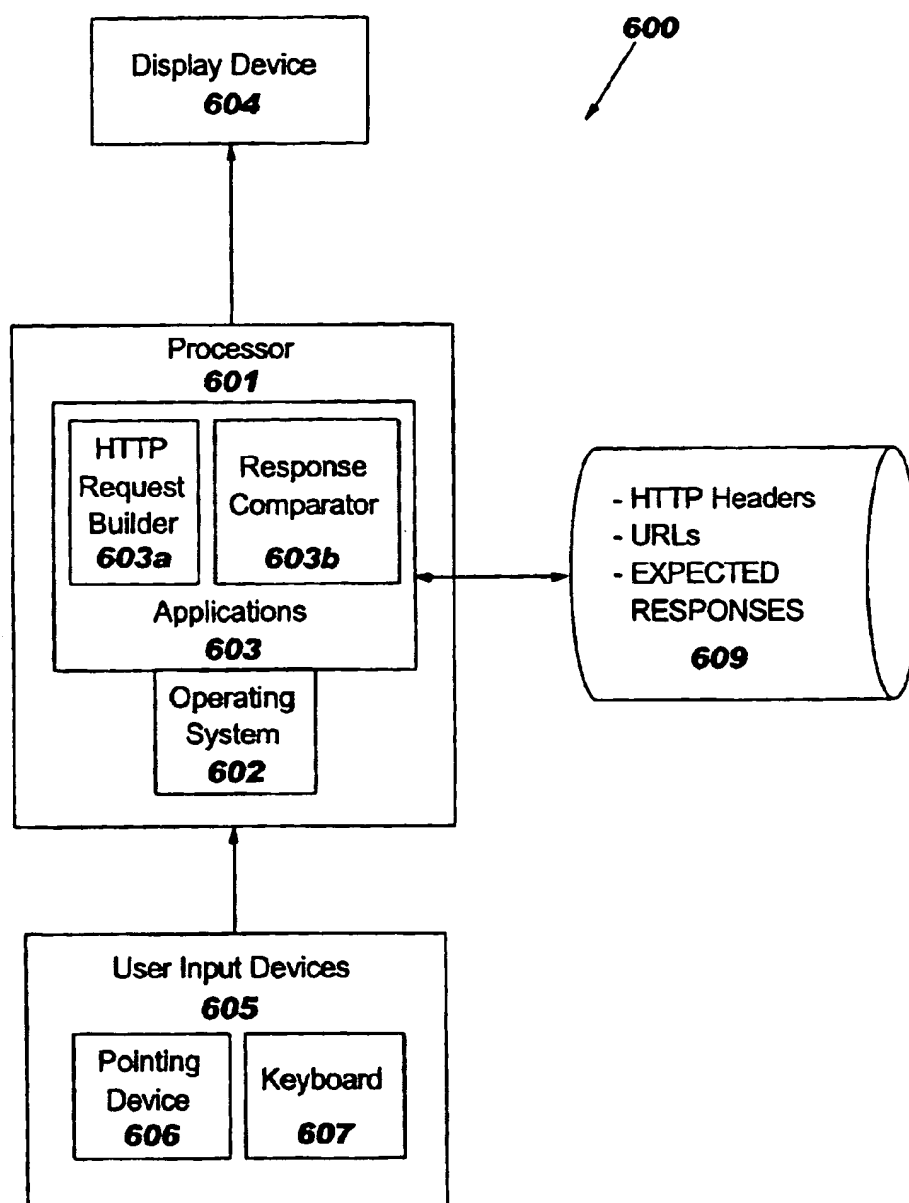 600
Display Device
604
Processor
601
HTTP
Request
Builder
603a
Response
Comparator
603b
Applications
603
Operating
System
602
- HTTP Headers
- URLs
- EXPECTED
RESPONSES
609
User Input Devices
605
Pointing
Device
606
Keyboard
607